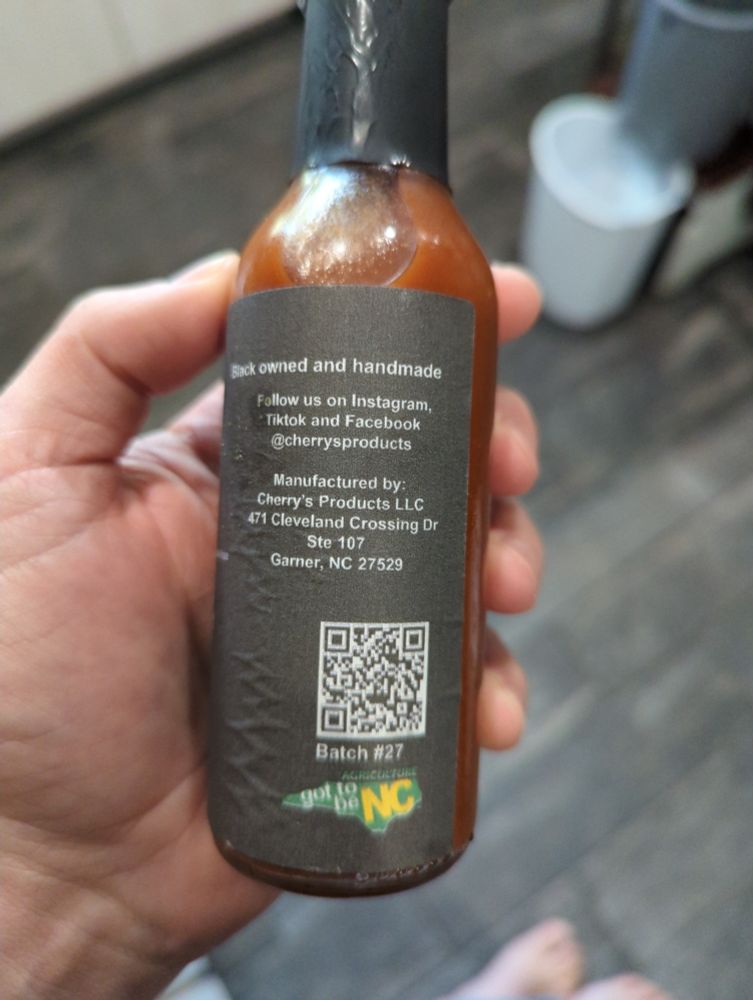 Black owned and handmade
Follow us on Instagram,
Tiktok and Facebook
@cherrysproducts
Manufactured by:
Cherry's Products LLC
471 Cleveland Crossing Dr
Ste 107
Garner, NC 27529
Batch #27
AGRICULTURE
got to
be NC